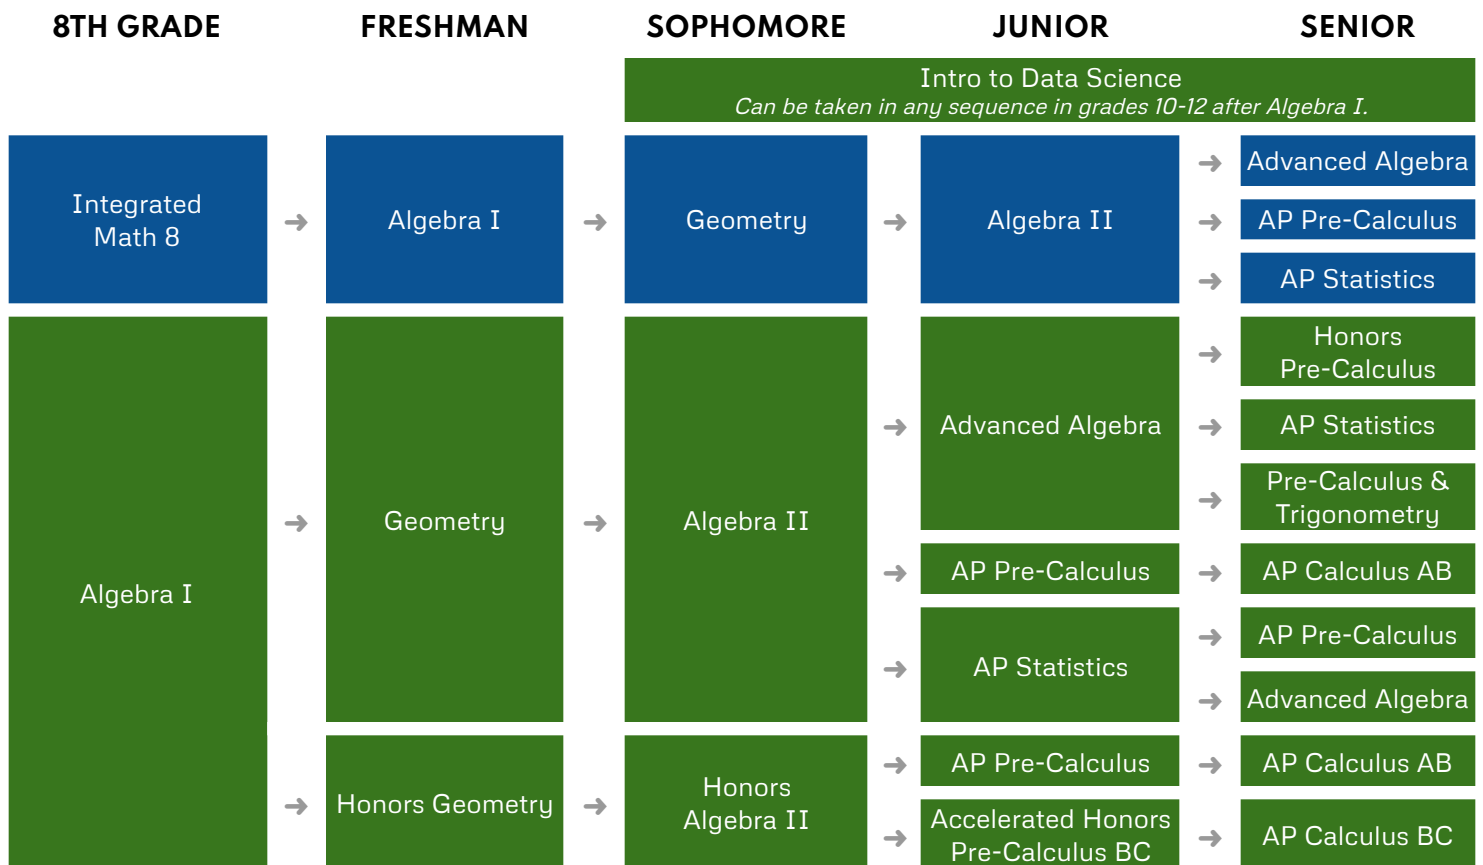 8TH GRADE
FRESHMAN
SOPHOMORE
JUNIOR
SENIOR
Intro to Data Science
Can be taken in any sequence in grades 10-12 after Algebra I.
Integrated
Math 8
Algebra I
Geometry
Algebra II
Advanced Algebra
AP Pre-Calculus
AP Statistics
Algebra I
Geometry
Algebra II
Advanced Algebra
Honors
Pre-Calculus
AP Statistics
Pre-Calculus &
Trigonometry
AP Pre-Calculus
AP Calculus AB
AP Statistics
AP Pre-Calculus
Advanced Algebra
Honors Geometry
Honors
Algebra II
AP Pre-Calculus
AP Calculus AB
Accelerated Honors
Pre-Calculus BC
AP Calculus BC